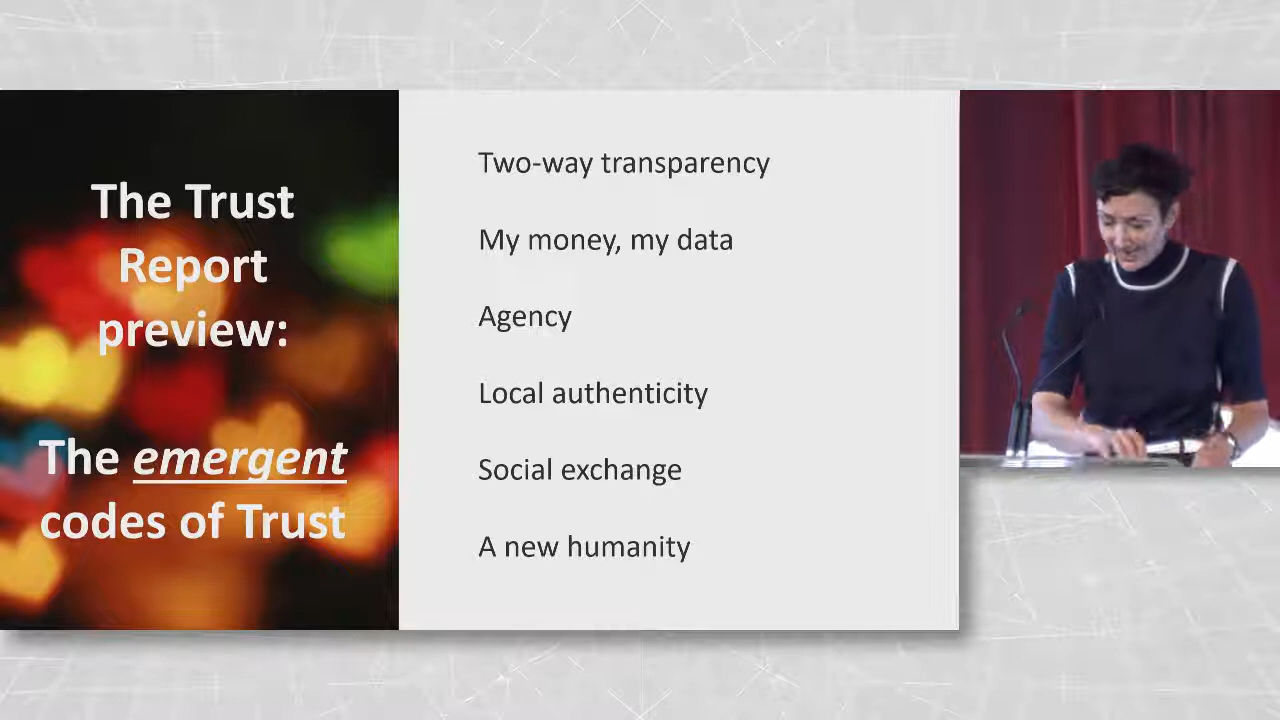 The Trust
Report
preview:
The emergent
codes of Trust
Two-way transparency
My money, my data
Agency
Local authenticity
Social exchange
A new humanity